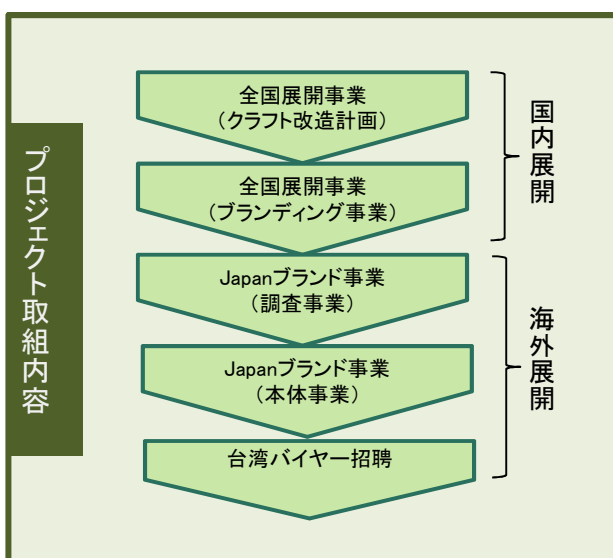 プロジェクト取組内容
全国展開事業
（クラフト改造計画）
全国展開事業
（ブランディング事業）
国内展開
Japanブランド事業
（調査事業）
Japanブランド事業
（本体事業）
台湾バイヤー招聘
海外展開